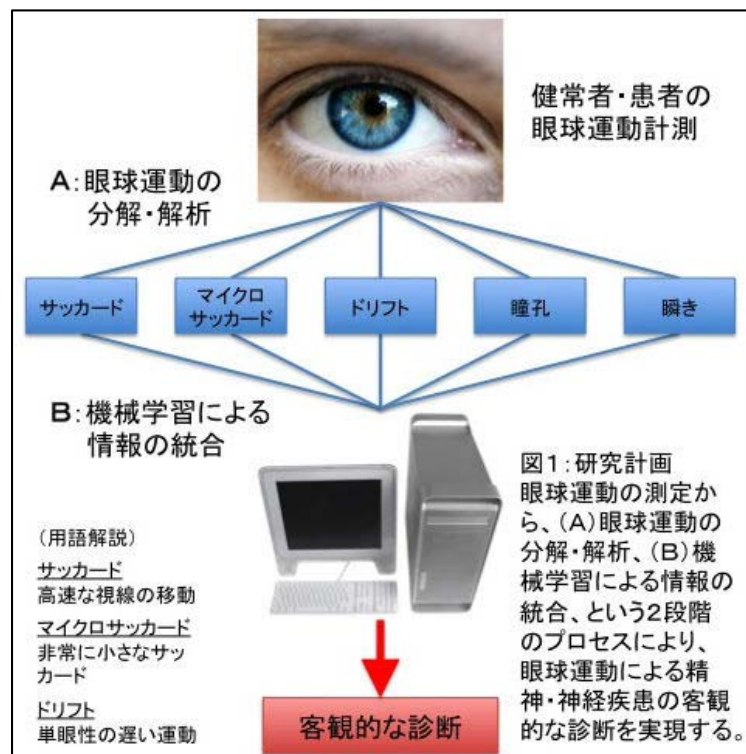 健常者・患者の
眼球運動計測
A:眼球運動の
分解・解析
サッカード
マイクロ
サッカード
ドリフト
瞳孔
瞬き
B:機械学習による
情報の統合
(用語解説)
サッカード
高速な視線の移動
マイクロサッカード
非常に小さなサッ
カード
ドリフト
単眼性の遅い運動
図1:研究計画
眼球運動の測定か
ら、(A)眼球運動の
分解・解析、(B)機
械学習による情報の
統合、という2段階
のプロセスにより、
眼球運動による精
神・神経疾患の客観
的な診断を実現する。
客観的な診断